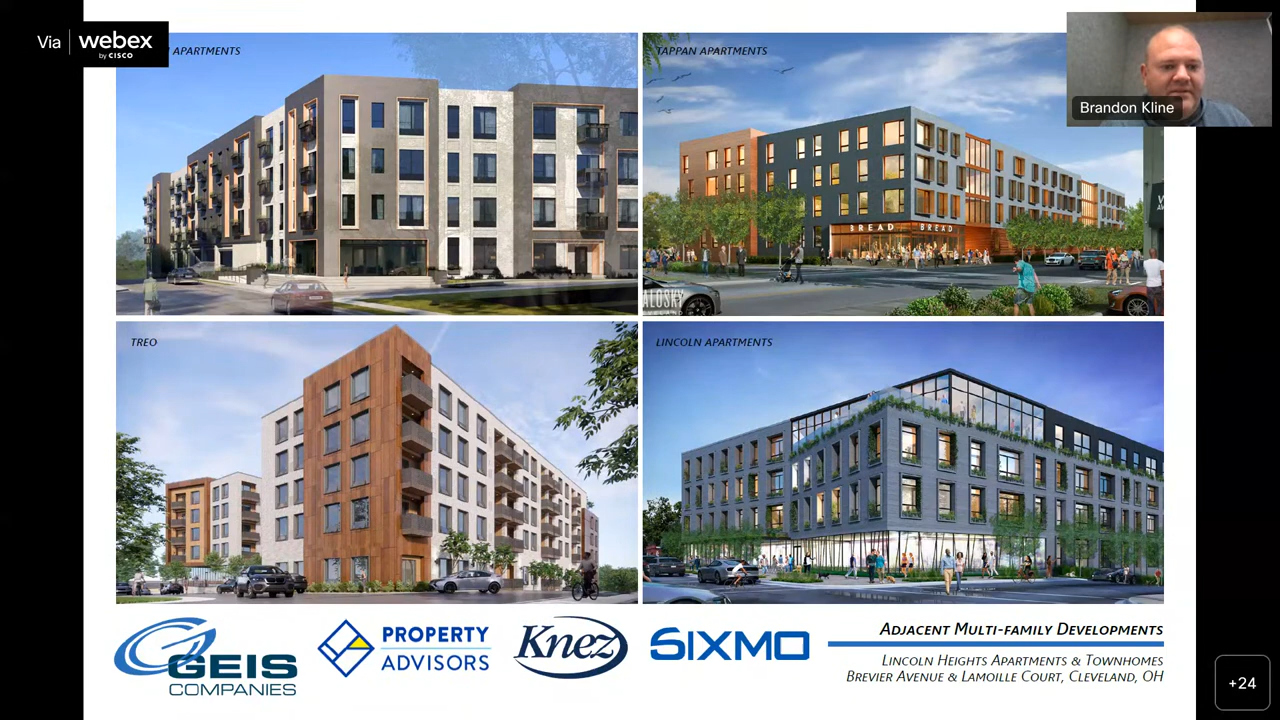 Via webex
by CISCO
APARTMENTS
TAPPAN APARTMENTS
Brandon Kline
BREAD BREAD
TREO
LINCOLN APARTMENTS
GEIS
COMPANIES
PROPERTY
ADVISORS
Knez
SIXMO
ADJACENT MULTI-FAMILY DEVELOPMENTS
LINCOLN HEIGHTS APARTMENTS & TOWNHOMES
BREVIER AVENUE & LAMOILLE COURT, CLEVELAND, OH
+24